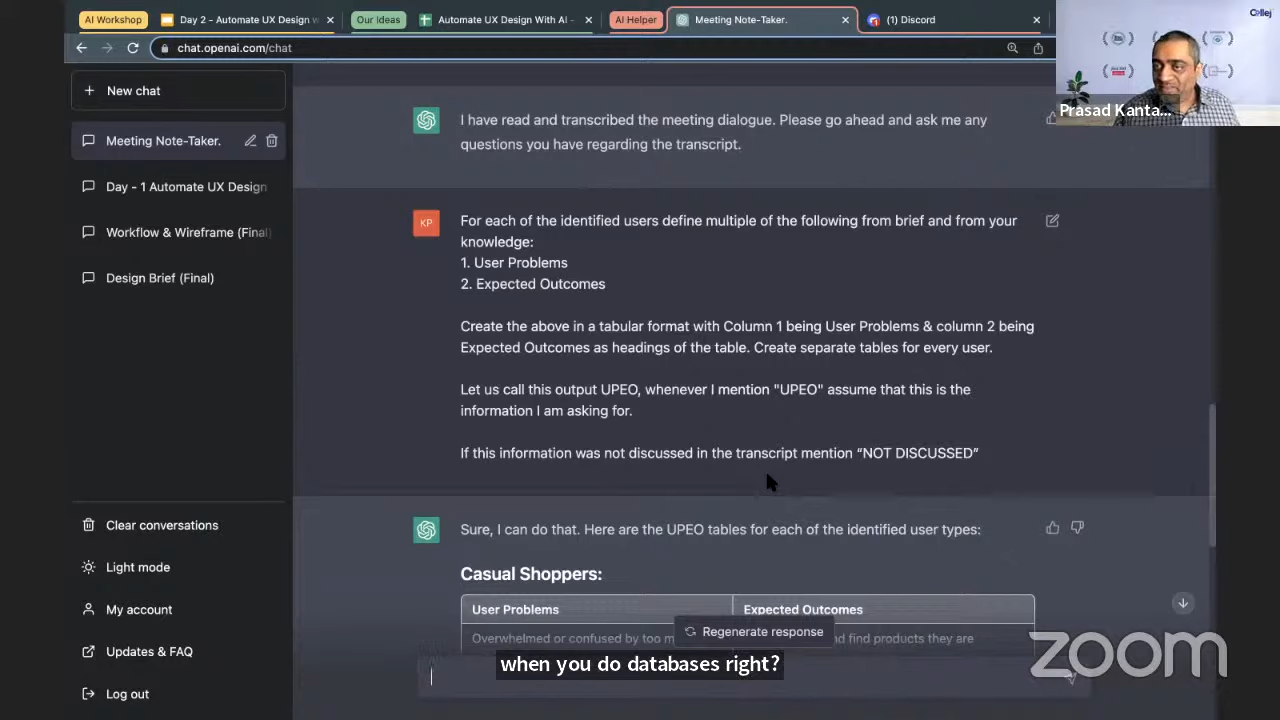 AI Workshop
Day 2 - Automate UX Design w
Our Ideas
Automate UX Design With AI -
AI Helper
Meeting Note-Taker.
(1) Discord
chat.openai.com/chat
Prasad Kanta...
New chat
Meeting Note-Taker.
Day - 1 Automate UX Design
Workflow & Wireframe (Final)
Design Brief (Final)
Clear conversations
Light mode
My account
Updates & FAQ
Log out
I have read and transcribed the meeting dialogue. Please go ahead and ask me any
questions you have regarding the transcript.
KP
For each of the identified users define multiple of the following from brief and from your
knowledge:
1. User Problems
2. Expected Outcomes
Create the above in a tabular format with Column 1 being User Problems & column 2 being
Expected Outcomes as headings of the table. Create separate tables for every user.
Let us call this output UPEO, whenever I mention "UPEO" assume that this is the
information I am asking for.
If this information was not discussed in the transcript mention “NOT DISCUSSED”
Sure, I can do that. Here are the UPEO tables for each of the identified user types:
Casual Shoppers:
User Problems Expected Outcomes
Overwhelmed or confused by too m nd find products they are
Regenerate response
when you do databases right?
zoom